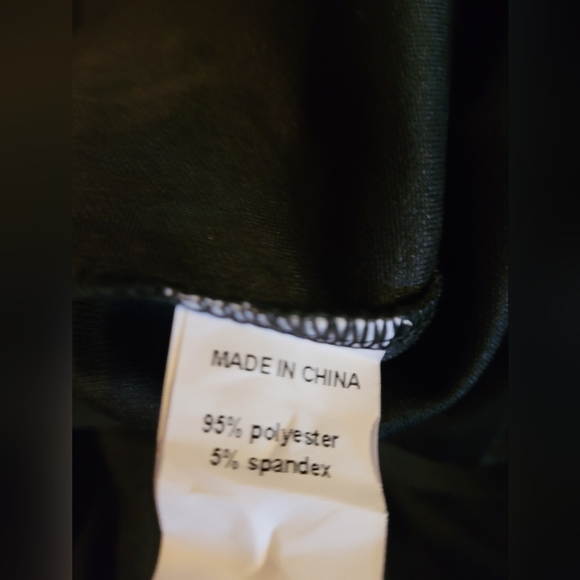 MADE IN CHINA
95% polyester
5% spandex